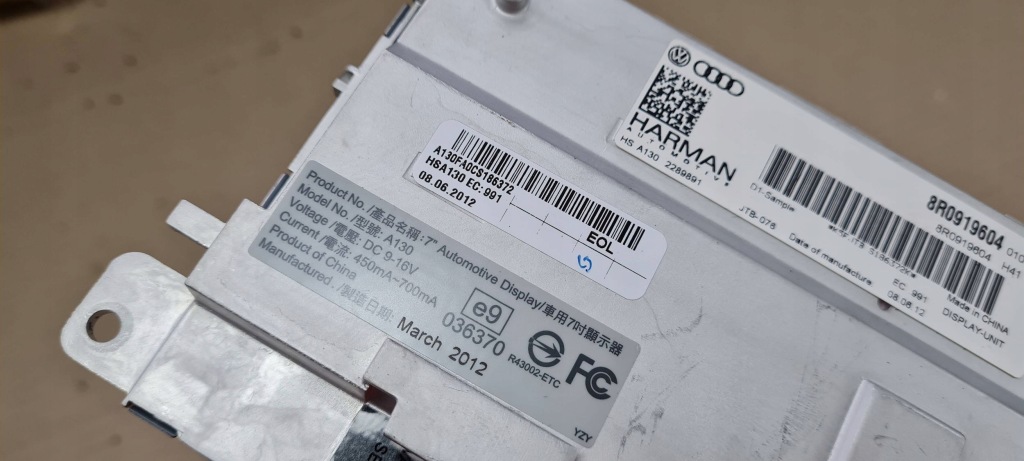 Product No./產品名稱: 7" Automotive Display/車用7吋顯示器
Model No./型號: A130
Voltage/電壓: DC 9-16V
Current/電流: 450mA~700mA
Product of China
Manufactured./製造日期: March 2012
e9
036370
R43002-ETC
FC
YZY
A130FA0CS186372
HSA130 EC: 991
08.06.2012
EOL
HARMAN
AUTOMOTIVE
HS A130 2289891
D1-Sample
JTB-076
Date of manufacture
8R0919604
8R0919604 H41
EC 991
08.06.12
Made in CHINA
DISPLAY-UNIT